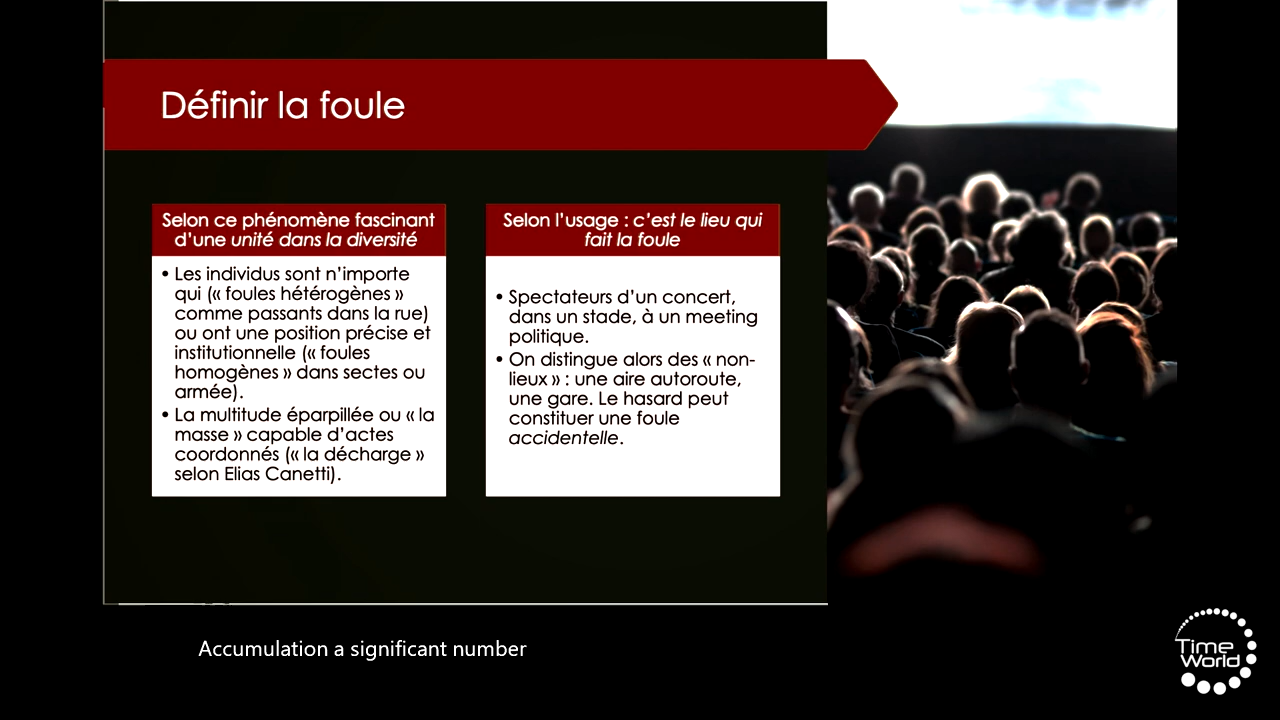 Définir la foule
Selon ce phénomène fascinant
d'une unité dans la diversité
• Les individus sont n'importe
qui (« foules hétérogènes »
comme passants dans la rue)
ou ont une position précise et
institutionnelle (« foules
homogènes » dans sectes ou
armée).
• La multitude éparpillée ou « la
masse » capable d'actes
coordonnés (« la décharge »
selon Elias Canetti).
Selon l'usage : c'est le lieu qui
fait la foule
• Spectateurs d'un concert,
dans un stade, à un meeting
politique.
• On distingue alors des « non-
lieux » : une aire autoroute,
une gare. Le hasard peut
constituer une foule
accidentelle.
Accumulation a significant number
Time
World